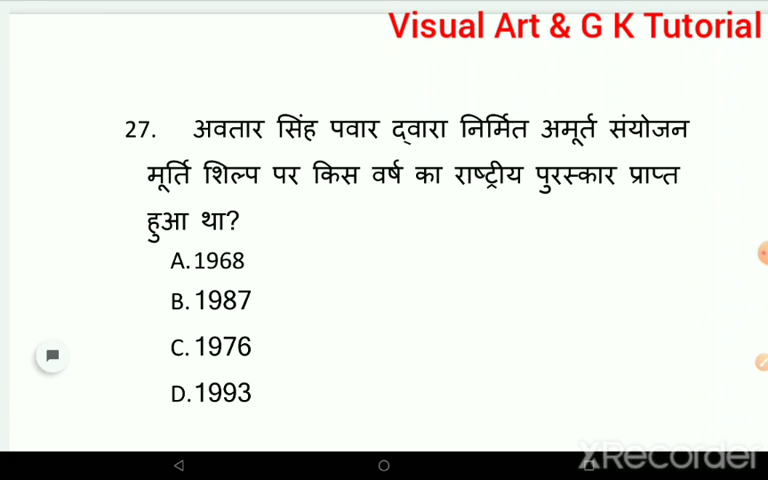 Visual Art & G K Tutorial
27. अवतार सिंह पवार द्वारा निर्मित अमूर्त संयोजन
मूर्ति शिल्प पर किस वर्ष का राष्ट्रीय पुरस्कार प्राप्त
हुआ था?
A.1968
B.1987
C.1976
D.1993
XRecorder